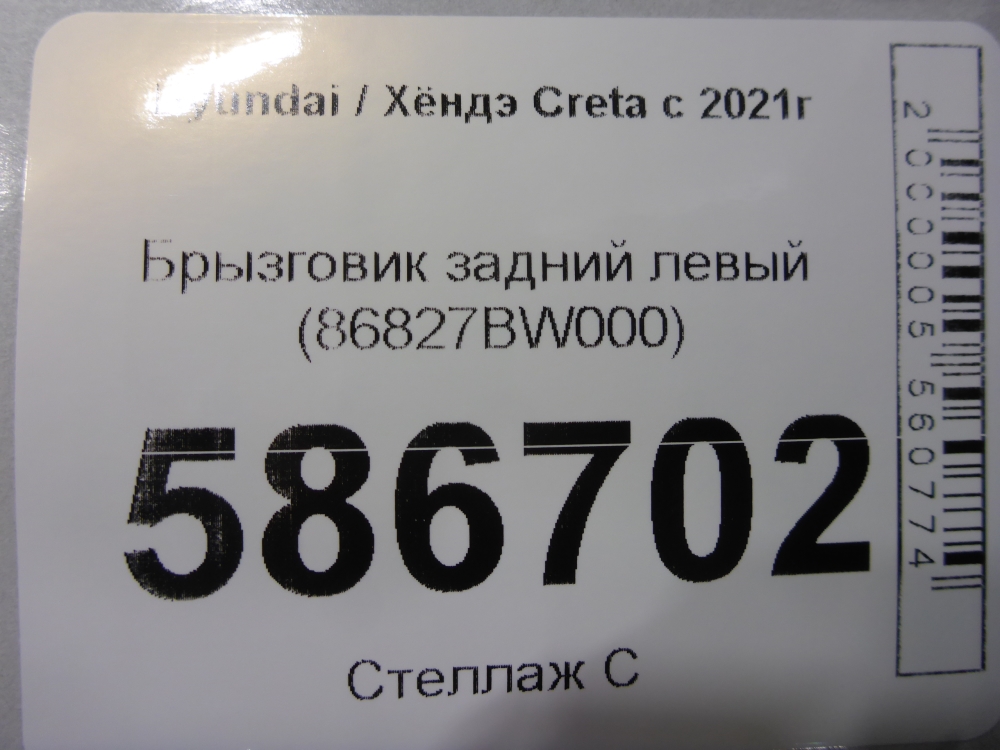 Hyundai / Хёндэ Creta с 2021г
Брызговик задний левый
(86827BW000)
586702
Стеллаж С
2000005560774